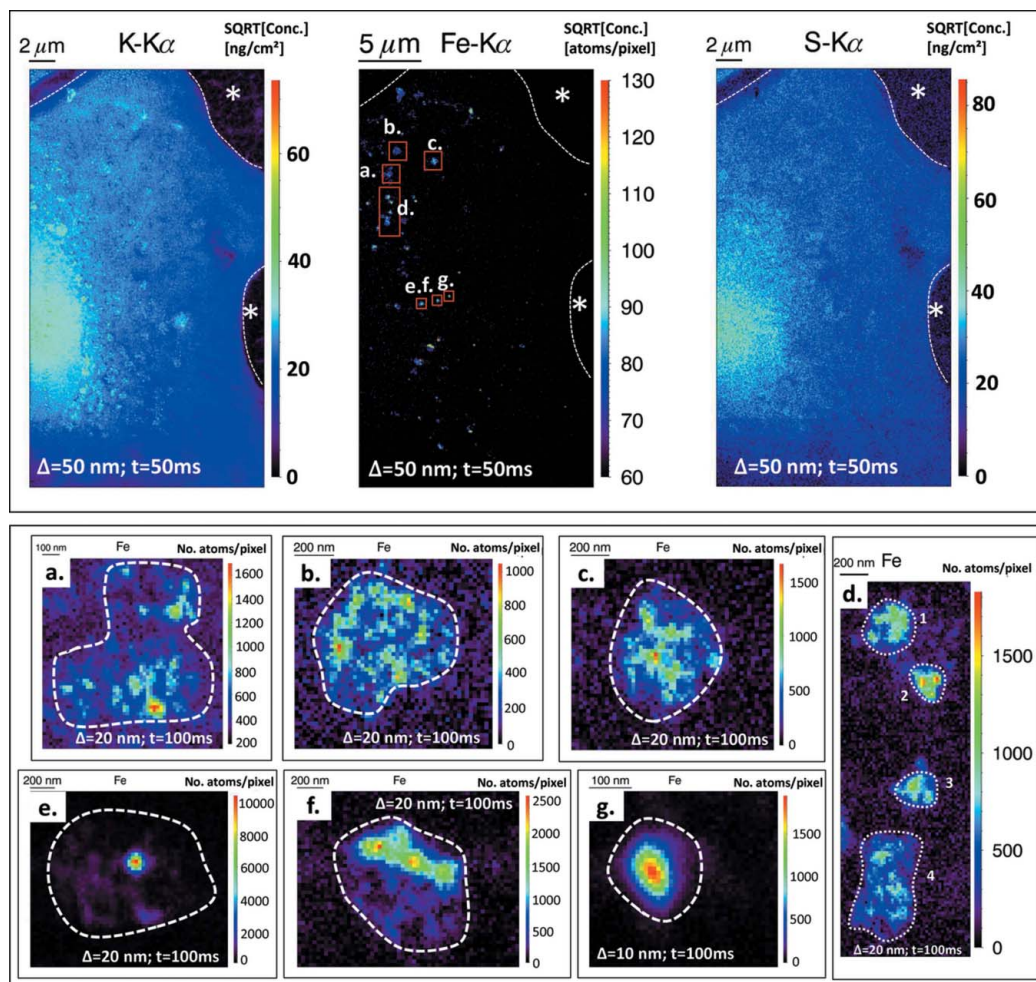 2 μm K-Kα SQRT[Conc.] [ng/cm²]
60
40
20
0
*
*
Δ=50 nm; t=50ms
5 μm Fe-Kα SQRT[Conc.] [atoms/pixel]
130
120
110
100
90
80
70
60
*
*
b.
c.
a.
d.
e.f. g.
Δ=50 nm; t=50ms
2 μm S-Kα SQRT[Conc.] [ng/cm²]
80
60
40
20
0
*
*
Δ=50 nm; t=50ms
100 nm Fe No. atoms/pixel
a.
1600
1400
1200
1000
800
600
400
200
Δ=20 nm; t=100ms
200 nm Fe No. atoms/pixel
b.
1000
800
600
400
200
0
Δ=20 nm; t=100ms
200 nm Fe No. atoms/pixel
c.
1500
1000
500
0
Δ=20 nm; t=100ms
200 nm Fe No. atoms/pixel
d.
1
2
3
4
1500
1000
500
0
Δ=20 nm; t=100ms
200 nm Fe No. atoms/pixel
e.
10000
8000
6000
4000
2000
0
Δ=20 nm; t=100ms
200 nm Fe No. atoms/pixel
f.
Δ=20 nm; t=100ms
2500
2000
1500
1000
500
0
100 nm Fe No. atoms/pixel
g.
1500
1000
500
0
Δ=10 nm; t=100ms